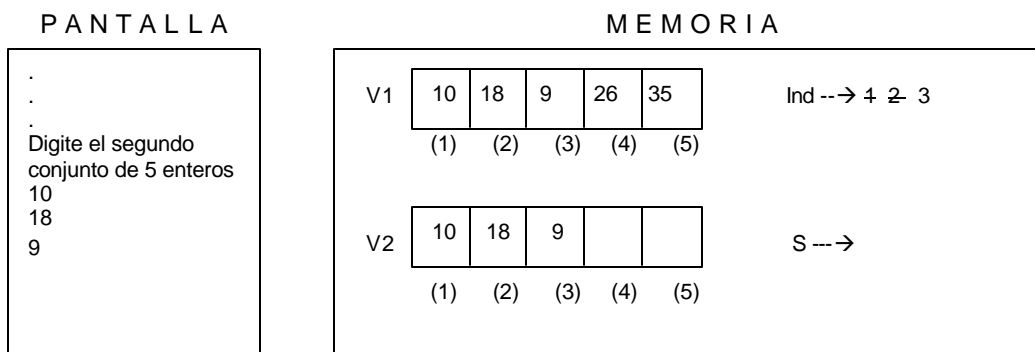 PANTALLA
MEMORIA
.
.
.
Digite el segundo
conjunto de 5 enteros
10
18
9
V1 10 18 9 26 35 Ind --→ 1 2 3
(1) (2) (3) (4) (5)
V2 10 18 9 S ---→
(1) (2) (3) (4) (5)